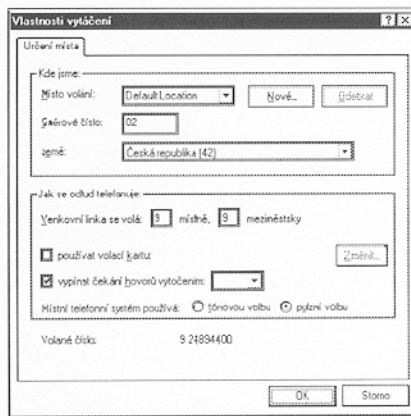 Vlastnosti vytáčení
Určení místa
Kde jsme:
Místo volání: Default Location Nové... Odebrat
Směrové číslo: 02
země: Česká republika (42)
Jak se odtud telefonuje:
Venkovní linka se volá: 9 místně, 9 meziměstsky
používat volací kartu: Změnit...
vypínat čekání hovorů vytočením:
Místní telefonní systém používá: tónovou volbu pulzní volbu
Volané číslo: 9 24894400
OK Storno